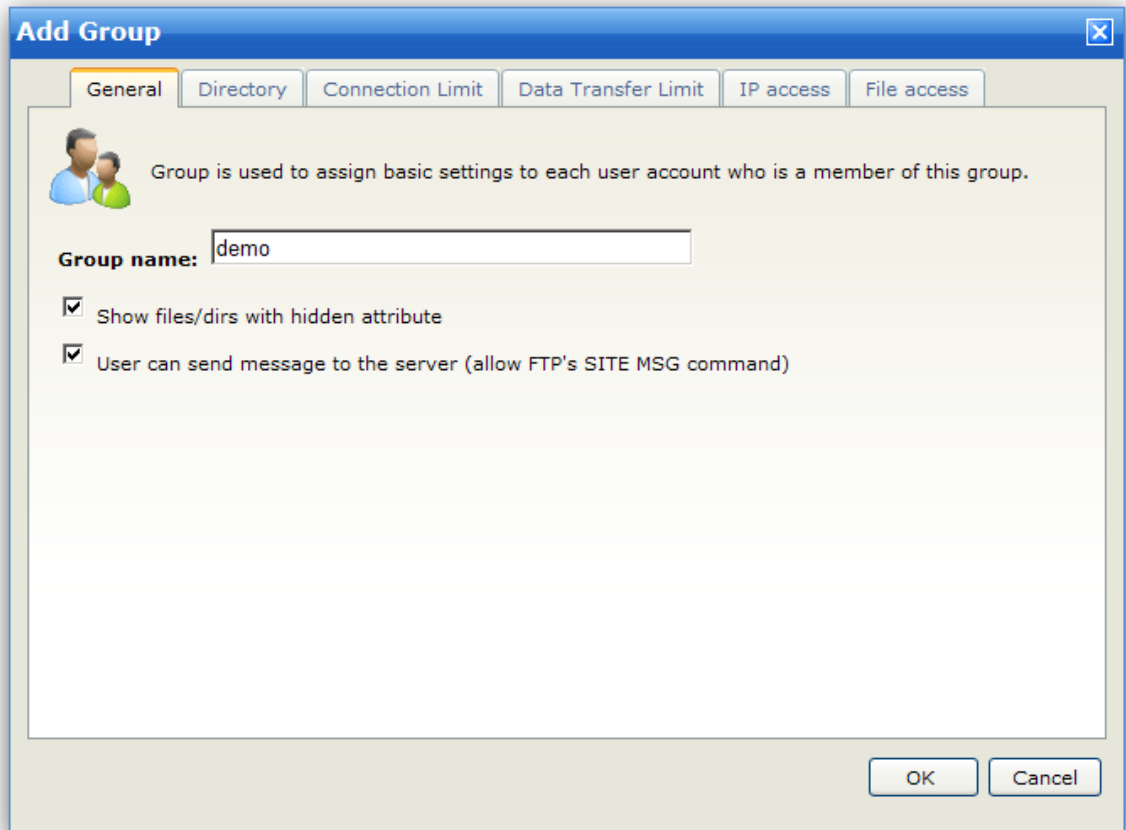 Add Group
General Directory Connection Limit Data Transfer Limit IP access File access
Group is used to assign basic settings to each user account who is a member of this group.
Group name: demo
Show files/dirs with hidden attribute
User can send message to the server (allow FTP's SITE MSG command)
OK Cancel